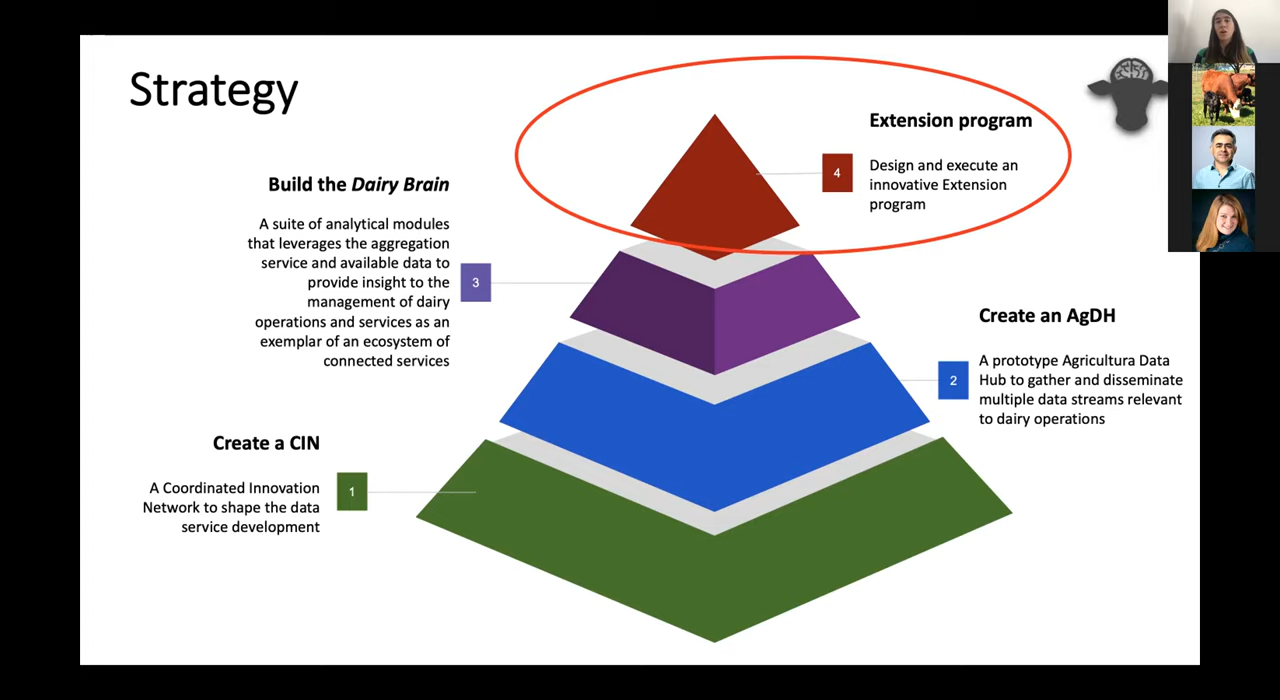 Strategy
Extension program
4
Design and execute an
innovative Extension
program
Build the Dairy Brain
A suite of analytical modules
that leverages the aggregation
service and available data to
provide insight to the
management of dairy
operations and services as an
exemplar of an ecosystem of
connected services
3
Create an AgDH
2
A prototype Agricultura Data
Hub to gather and disseminate
multiple data streams relevant
to dairy operations
Create a CIN
A Coordinated Innovation
Network to shape the data
service development
1